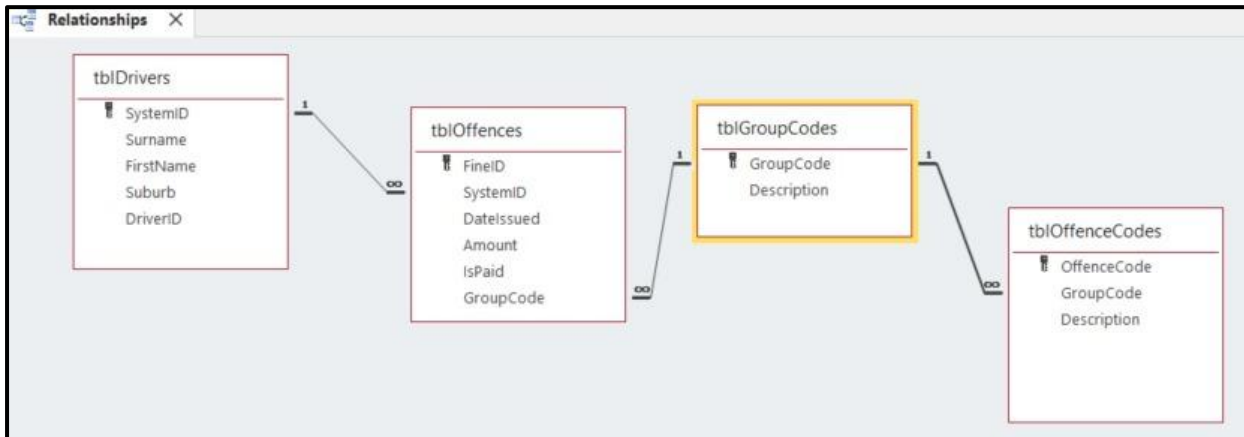 Relationships X
tblDrivers
SystemID
Surname
FirstName
Suburb
DriverID
1
∞
tblOffences
FineID
SystemID
DateIssued
Amount
IsPaid
GroupCode
∞
1
tblGroupCodes
GroupCode
Description
1
∞
tblOffenceCodes
OffenceCode
GroupCode
Description